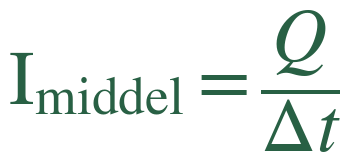 I_middel = Q / Δt